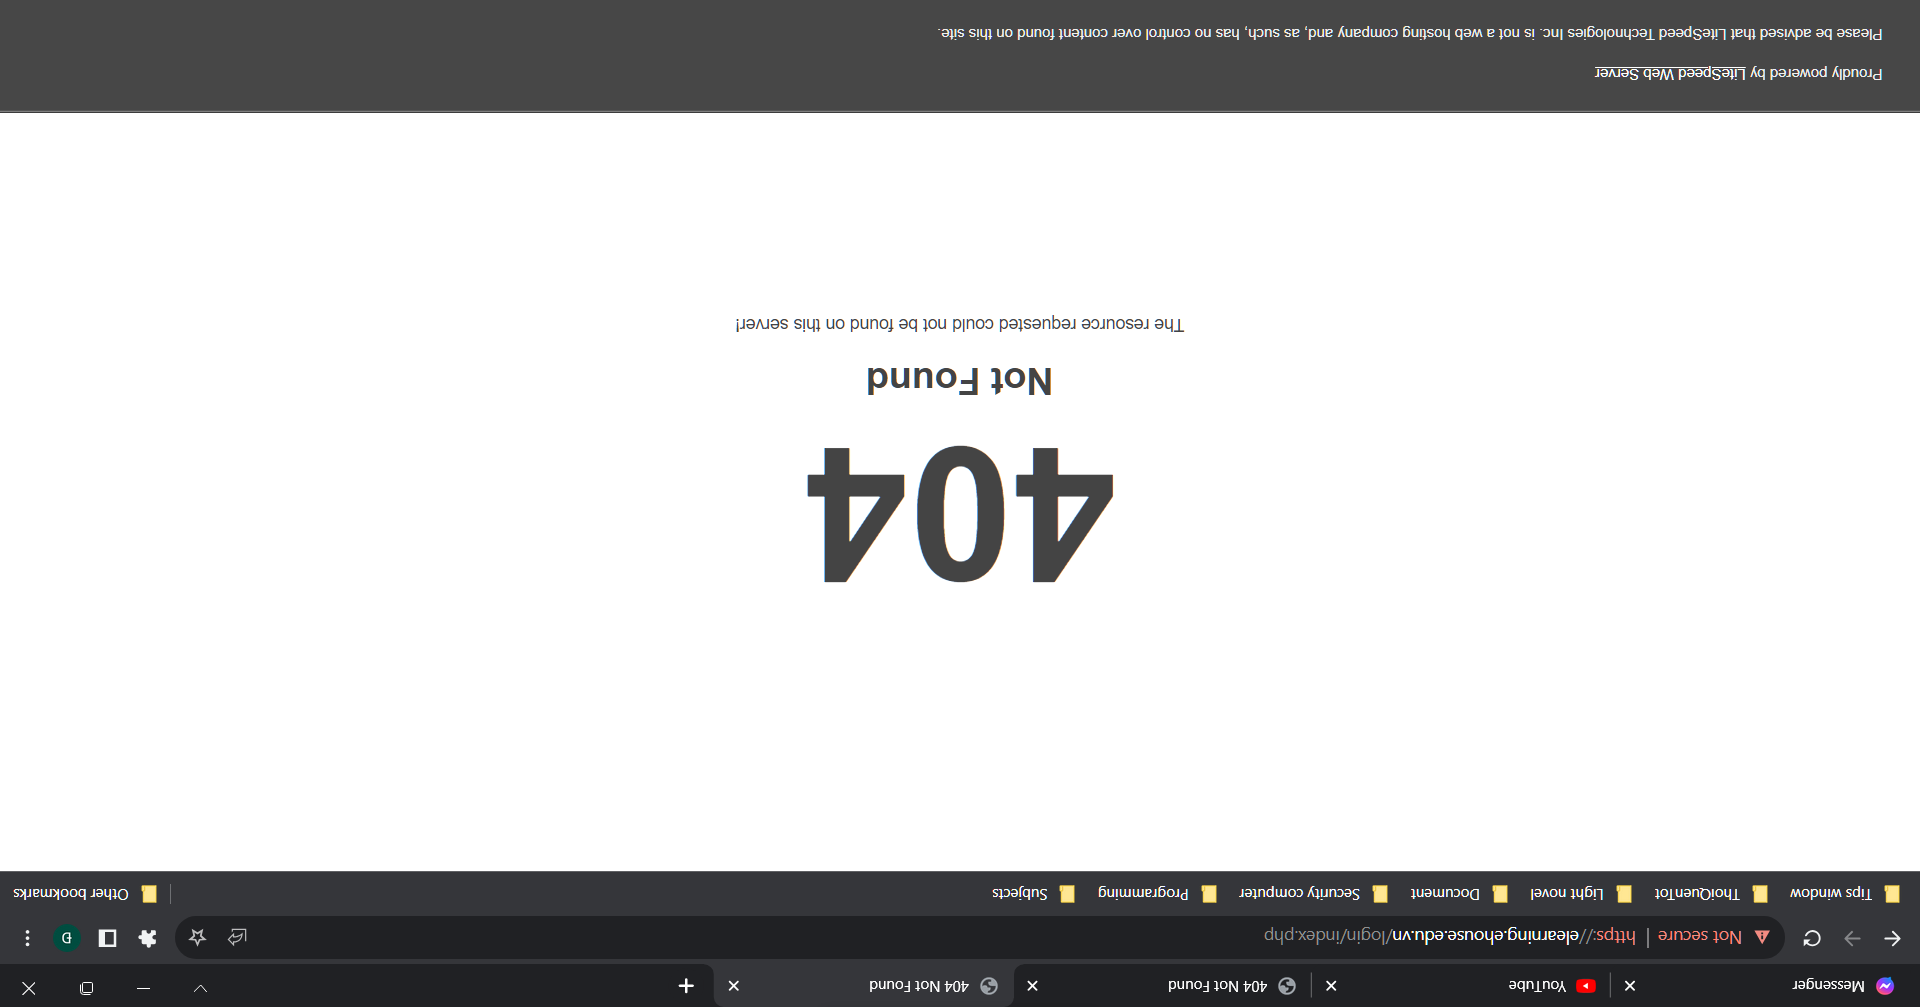 Messenger
YouTube
404 Not Found
404 Not Found
Not secure | https://elearning.ehouse.edu.vn/login/index.php
Tips window
ThoiQuenTot
Light novel
Document
Security computer
Programming
Subjects
Other bookmarks
404
Not Found
The resource requested could not be found on this server!
Proudly powered by LiteSpeed Web Server
Please be advised that LiteSpeed Technologies Inc. is not a web hosting company and, as such, has no control over content found on this site.